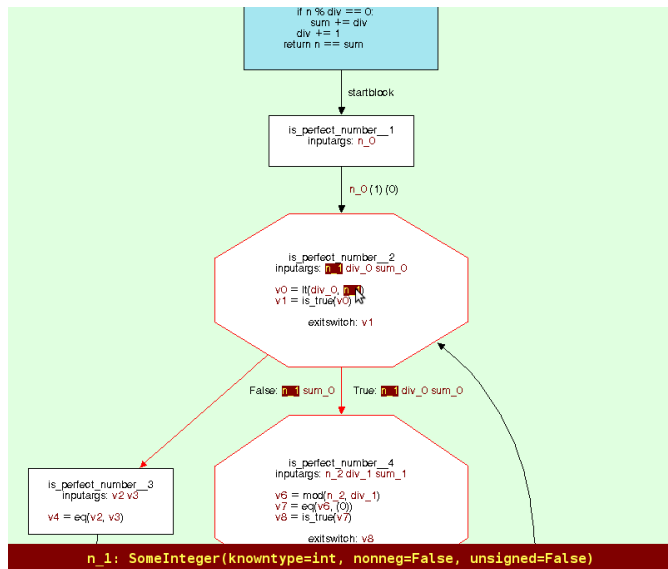 if n % div == 0:
sum += div
div += 1
return n == sum
startblock
is_perfect_number__1
inputargs: n_0
n_0 (1) (0)
is_perfect_number__2
inputargs: n_1 div_0 sum_0
v0 = lt(div_0, n_1)
v1 = is_true(v0)
exitswitch: v1
False: n_1 sum_0
True: n_1 div_0 sum_0
is_perfect_number__3
inputargs: v2 v3
v4 = eq(v2, v3)
is_perfect_number__4
inputargs: n_2 div_1 sum_1
v6 = mod(n_2, div_1)
v7 = eq(v6, (0))
v8 = is_true(v7)
exitswitch: v8
n_1: SomeInteger(knowntype=int, nonneg=False, unsigned=False)